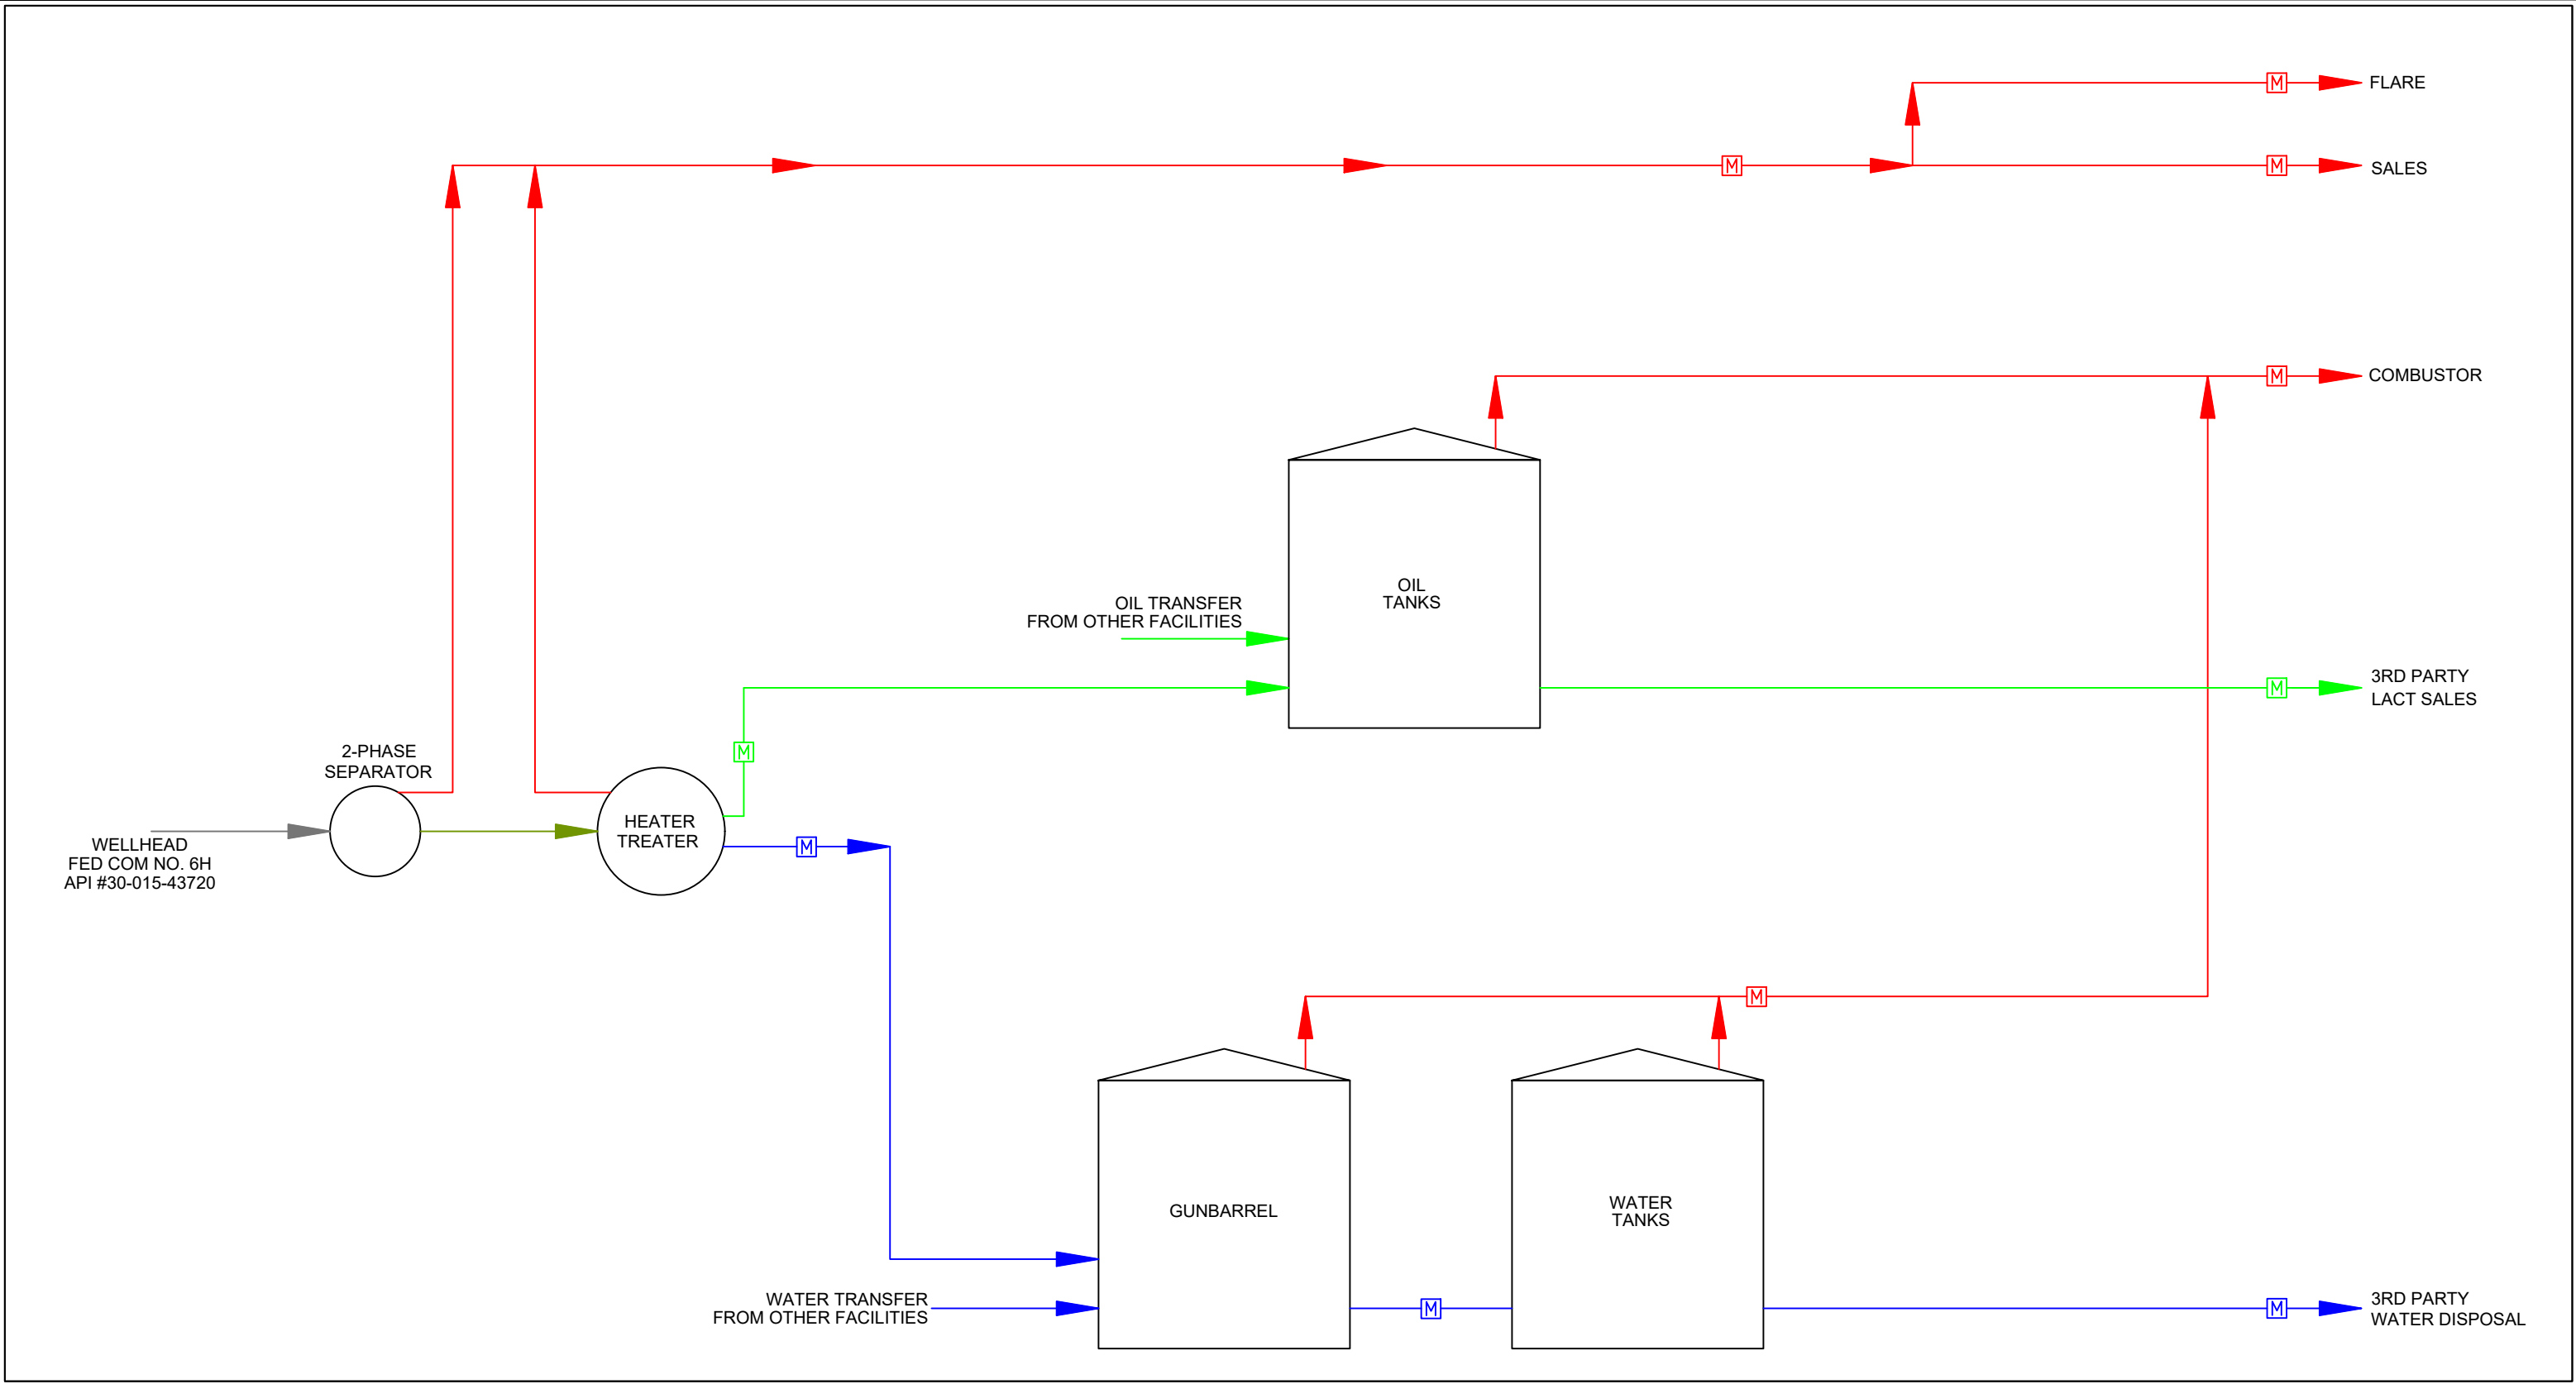 M
FLARE
M
M
SALES
M
COMBUSTOR
OIL
TANKS
OIL TRANSFER
FROM OTHER FACILITIES
M
3RD PARTY
LACT SALES
M
2-PHASE
SEPARATOR
HEATER
TREATER
M
WELLHEAD
FED COM NO. 6H
API #30-015-43720
M
GUNBARREL
WATER
TANKS
WATER TRANSFER
FROM OTHER FACILITIES
M
M
3RD PARTY
WATER DISPOSAL